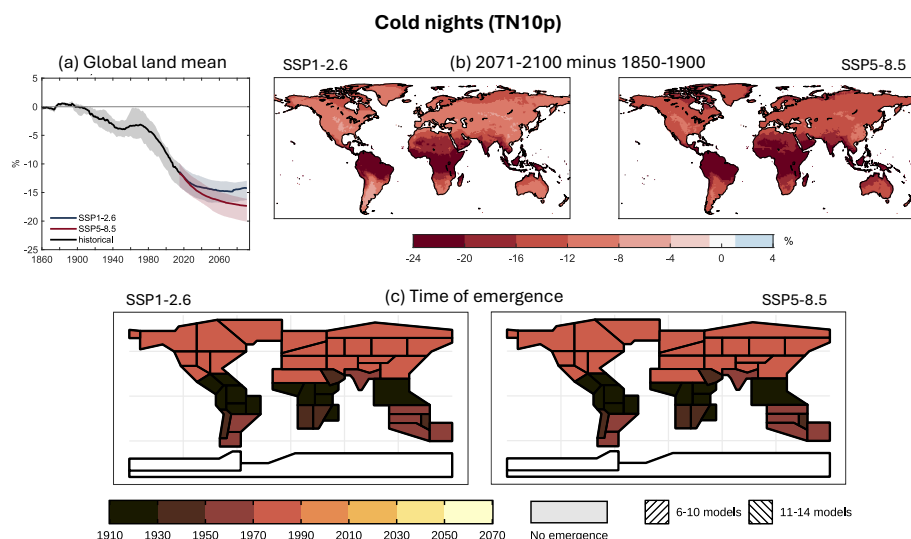 Cold nights (TN10p)
(a) Global land mean
(b) 2071-2100 minus 1850-1900
SSP1-2.6
SSP5-8.5
5
0
-5
-10
-15
-20
-25
%
SSP1-2.6
SSP5-8.5
historical
1860 1900 1940 1980 2020 2060
-24 -20 -16 -12 -8 -4 0 4
%
(c) Time of emergence
SSP1-2.6
SSP5-8.5
1910 1930 1950 1970 1990 2010 2030 2050 2070
No emergence
6-10 models
11-14 models